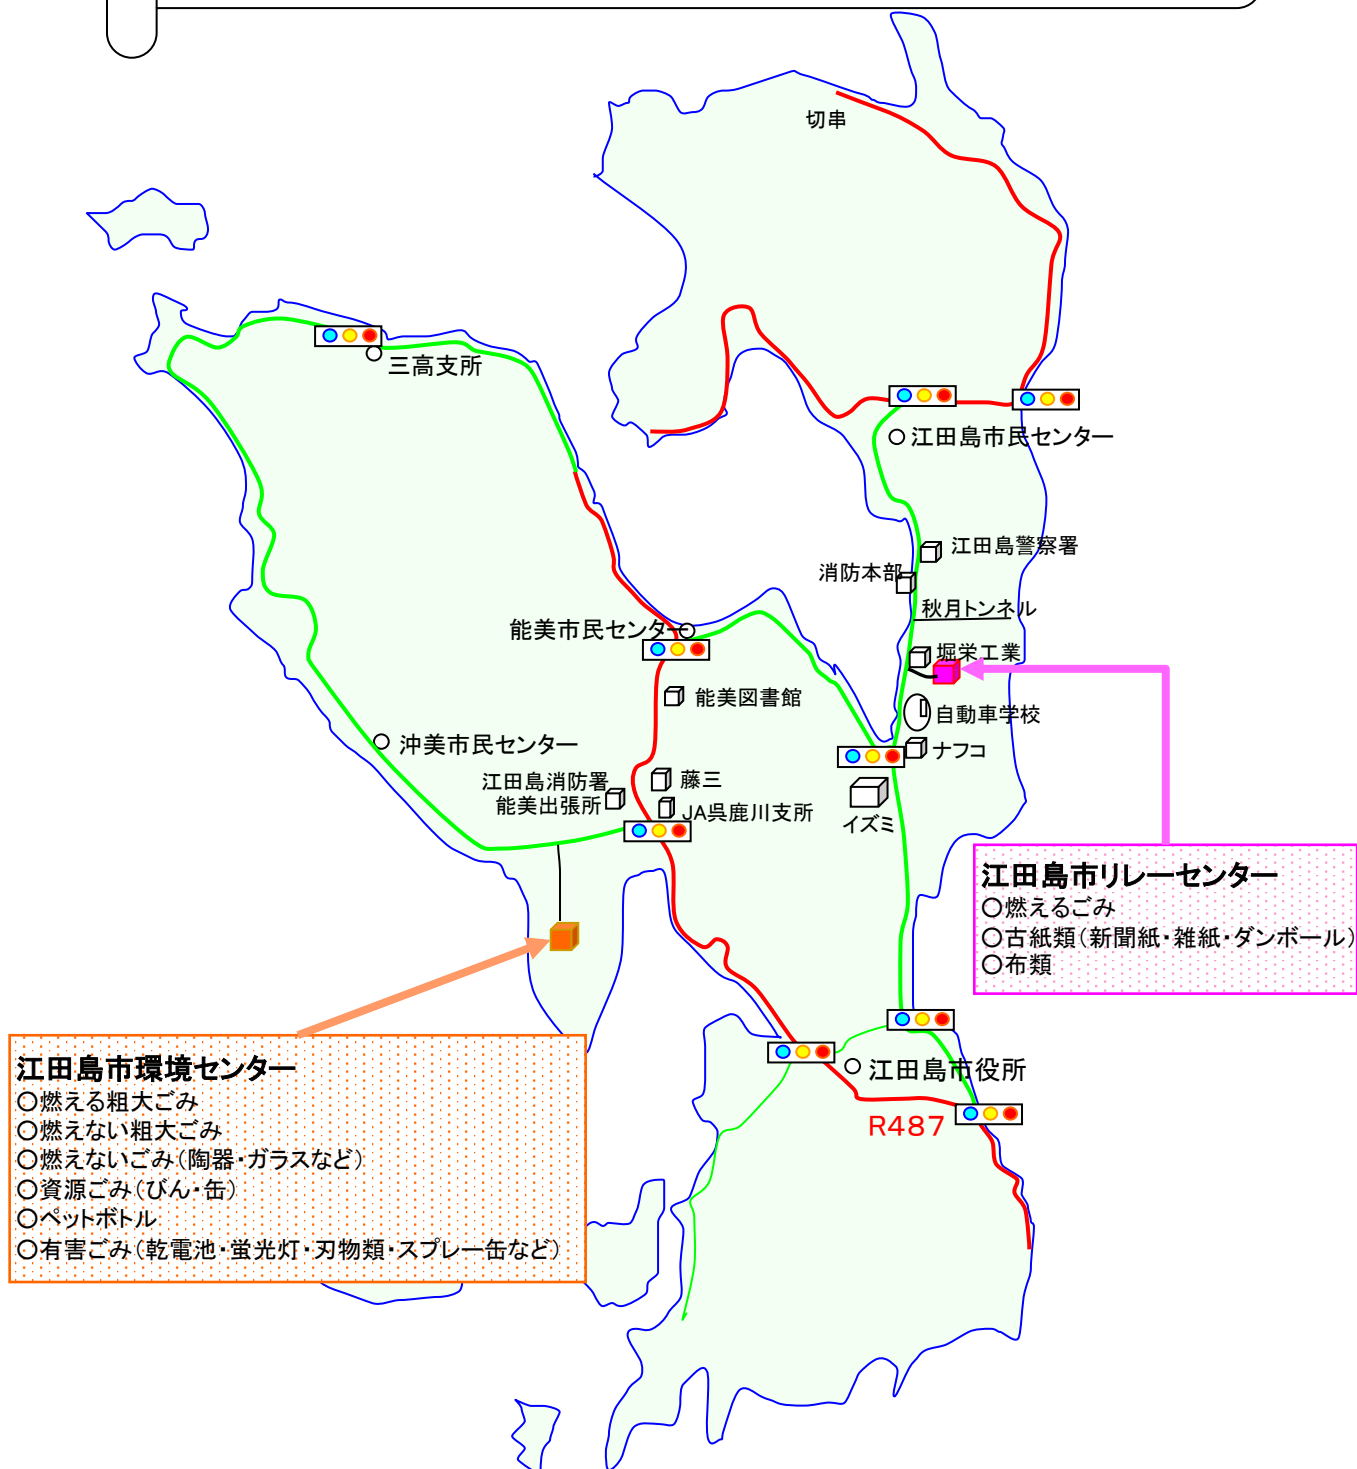 切串
三高支所
江田島市民センター
江田島警察署
消防本部
秋月トンネル
能美市民センター
堀栄工業
能美図書館
自動車学校
沖美市民センター
ナフコ
江田島消防署
能美出張所
藤三
JA呉鹿川支所
イズミ
江田島市リレーセンター
○燃えるごみ
○古紙類(新聞紙・雑紙・ダンボール)
○布類
江田島市環境センター
○燃える粗大ごみ
○燃えない粗大ごみ
○燃えないごみ(陶器・ガラスなど)
○資源ごみ(びん・缶)
○ペットボトル
○有害ごみ(乾電池・蛍光灯・刃物類・スプレー缶など)
江田島市役所
R487